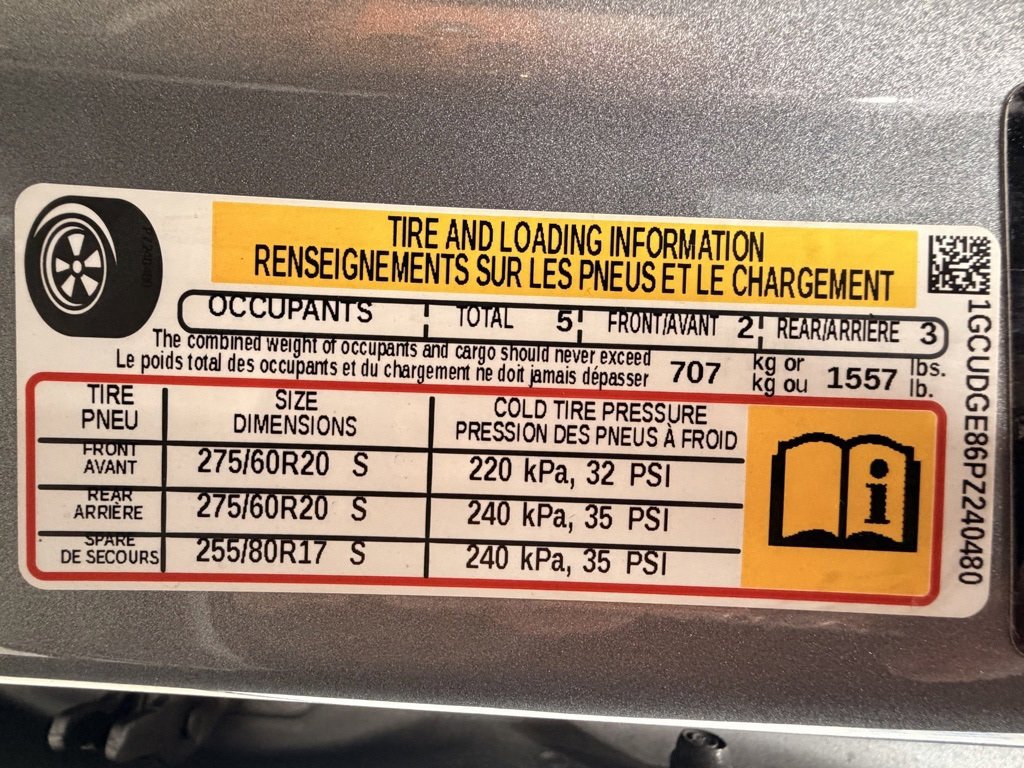 TIRE AND LOADING INFORMATION
RENSEIGNEMENTS SUR LES PNEUS ET LE CHARGEMENT
OCCUPANTS TOTAL 5 FRONT/AVANT 2 REAR/ARRIÈRE 3
The combined weight of occupants and cargo should never exceed 707 kg or 1557 lbs.
Le poids total des occupants et du chargement ne doit jamais dépasser kg ou lb.
TIRE SIZE COLD TIRE PRESSURE
PNEU DIMENSIONS PRESSION DES PNEUS À FROID
FRONT
AVANT 275/60R20 S 220 kPa, 32 PSI
REAR
ARRIÈRE 275/60R20 S 240 kPa, 35 PSI
SPARE
DE SECOURS 255/80R17 S 240 kPa, 35 PSI
1GCUDGE86PZ240480